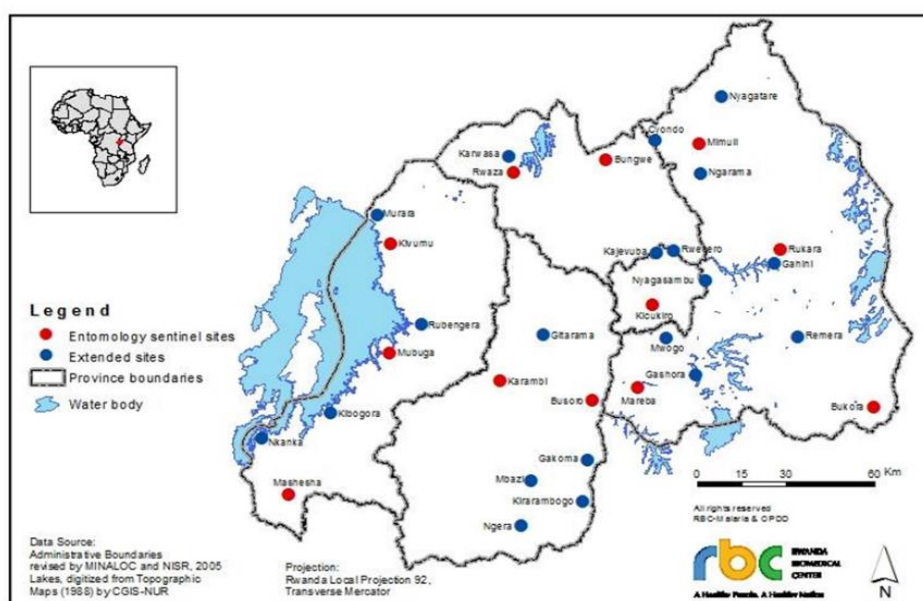 Nyagatare
Cyondo
Mimuli
Karwasa
Bungwe
Rwaza
Ngarama
Murara
Kivumu
Kajevuba
Rwesero
Rukara
Gahini
Nyagasambu
Kicukiro
Legend
Entomology sentinel sites
Extended sites
Province boundaries
Water body
Rubengera
Gitarama
Mwogo
Remera
Mubuga
Karambi
Gashora
Mareba
Busoro
Bukora
Kibogora
Nkanka
Gakoma
Mbazi
Mashesha
Kirarambogo
Ngera
0 15 30 60 Km
All rights reserved
RBC-Malaria & OPDD
Data Source:
Administrative Boundaries
revised by MINALOC and NISR, 2005
Lakes, digitized from Topographic
Maps (1988) by CGIS-NUR
Projection:
Rwanda Local Projection 92,
Transverse Mercator
rbc
RWANDA
BIOMEDICAL
CENTER
A Healthy People. A Healthy Nation
N